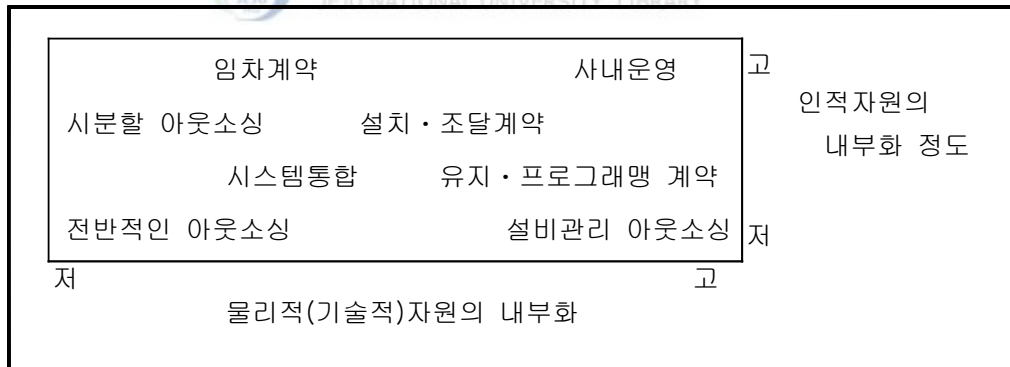 JEJU NATIONAL UNIVERSITY LIBRARY
임차계약 사내운영 고
인적자원의
시분할 아웃소싱 설치・조달계약
내부화 정도
시스템통합 유지・프로그래맹 계약
전반적인 아웃소싱 설비관리 아웃소싱 저
저 고
물리적(기술적)자원의 내부화